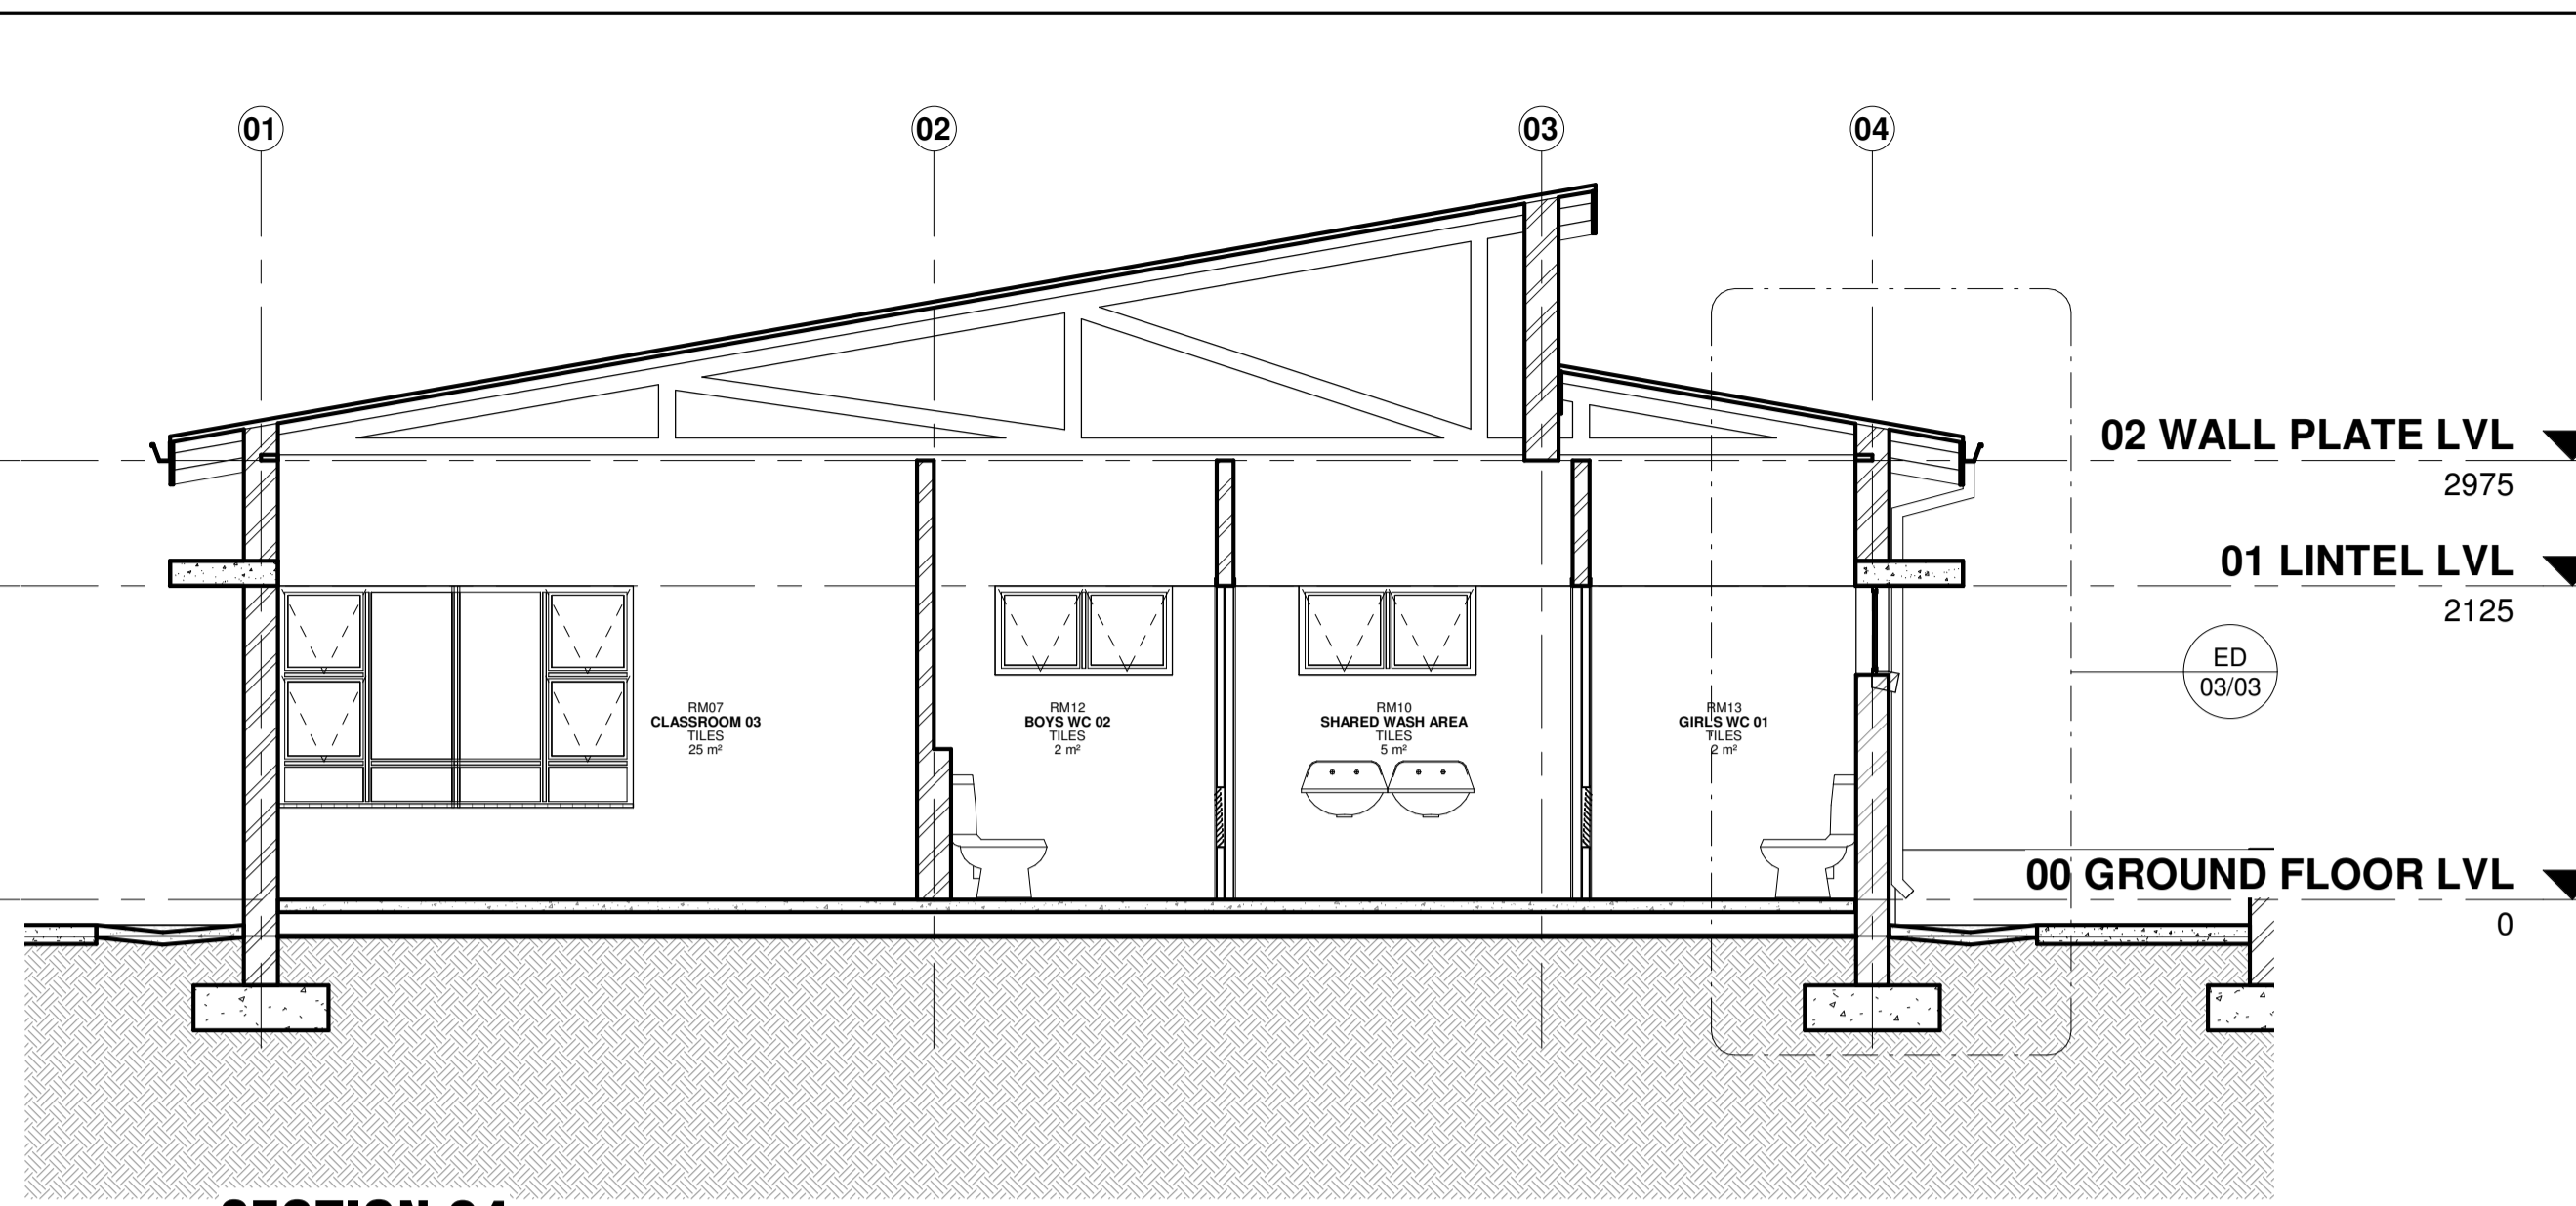 01
02
03
04
02 WALL PLATE LVL
2975
01 LINTEL LVL
2125
ED
03/03
RM07
CLASSROOM 03
TILES
25 m²
RM12
BOYS WC 02
TILES
2 m²
RM10
SHARED WASH AREA
TILES
5 m²
RM13
GIRLS WC 01
TILES
2 m²
00 GROUND FLOOR LVL
0